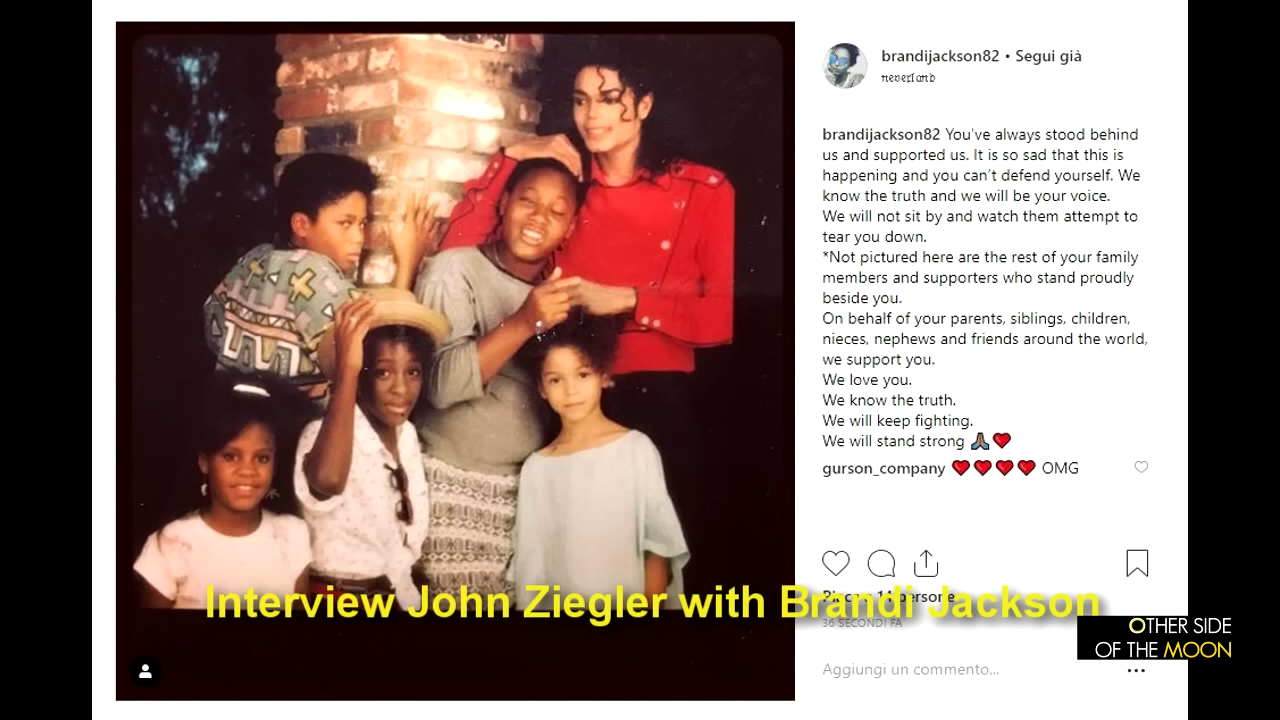 brandijackson82 • Segui già
neverland
brandijackson82 You've always stood behind
us and supported us. It is so sad that this is
happening and you can't defend yourself. We
know the truth and we will be your voice.
We will not sit by and watch them attempt to
tear you down.
*Not pictured here are the rest of your family
members and supporters who stand proudly
beside you.
On behalf of your parents, siblings, children,
nieces, nephews and friends around the world,
we support you.
We love you.
We know the truth.
We will keep fighting.
We will stand strong 🙏🏽❤️
gurson_company ❤️❤️❤️❤️ OMG
Piace a 11 persone
Interview John Ziegler with Brandi Jackson
36 SECONDI FA
OTHER SIDE
OF THE MOON
Aggiungi un commento...